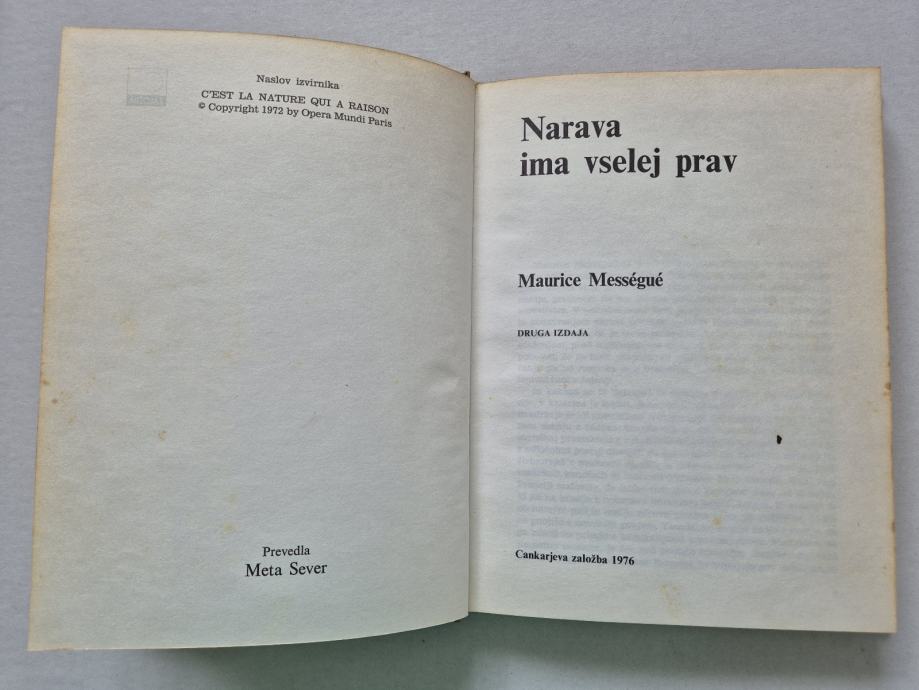 Naslov izvirnika
C'EST LA NATURE QUI A RAISON
© Copyright 1972 by Opera Mundi Paris
Prevedla
Meta Sever
Narava
ima vselej prav
Maurice Mességué
DRUGA IZDAJA
Cankarjeva založba 1976